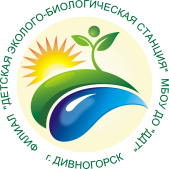 ФИЛИАЛ "ДЕТСКАЯ ЭКОЛОГО-БИОЛОГИЧЕСКАЯ СТАНЦИЯ" МБОУ ДО "ДДТ"
г. ДИВНОГОРСК